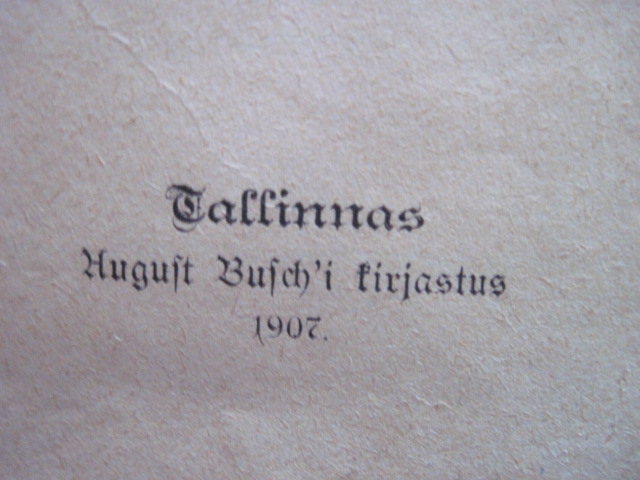 Tallinnas
Auguſt Buſch'i kirjastus
1907.